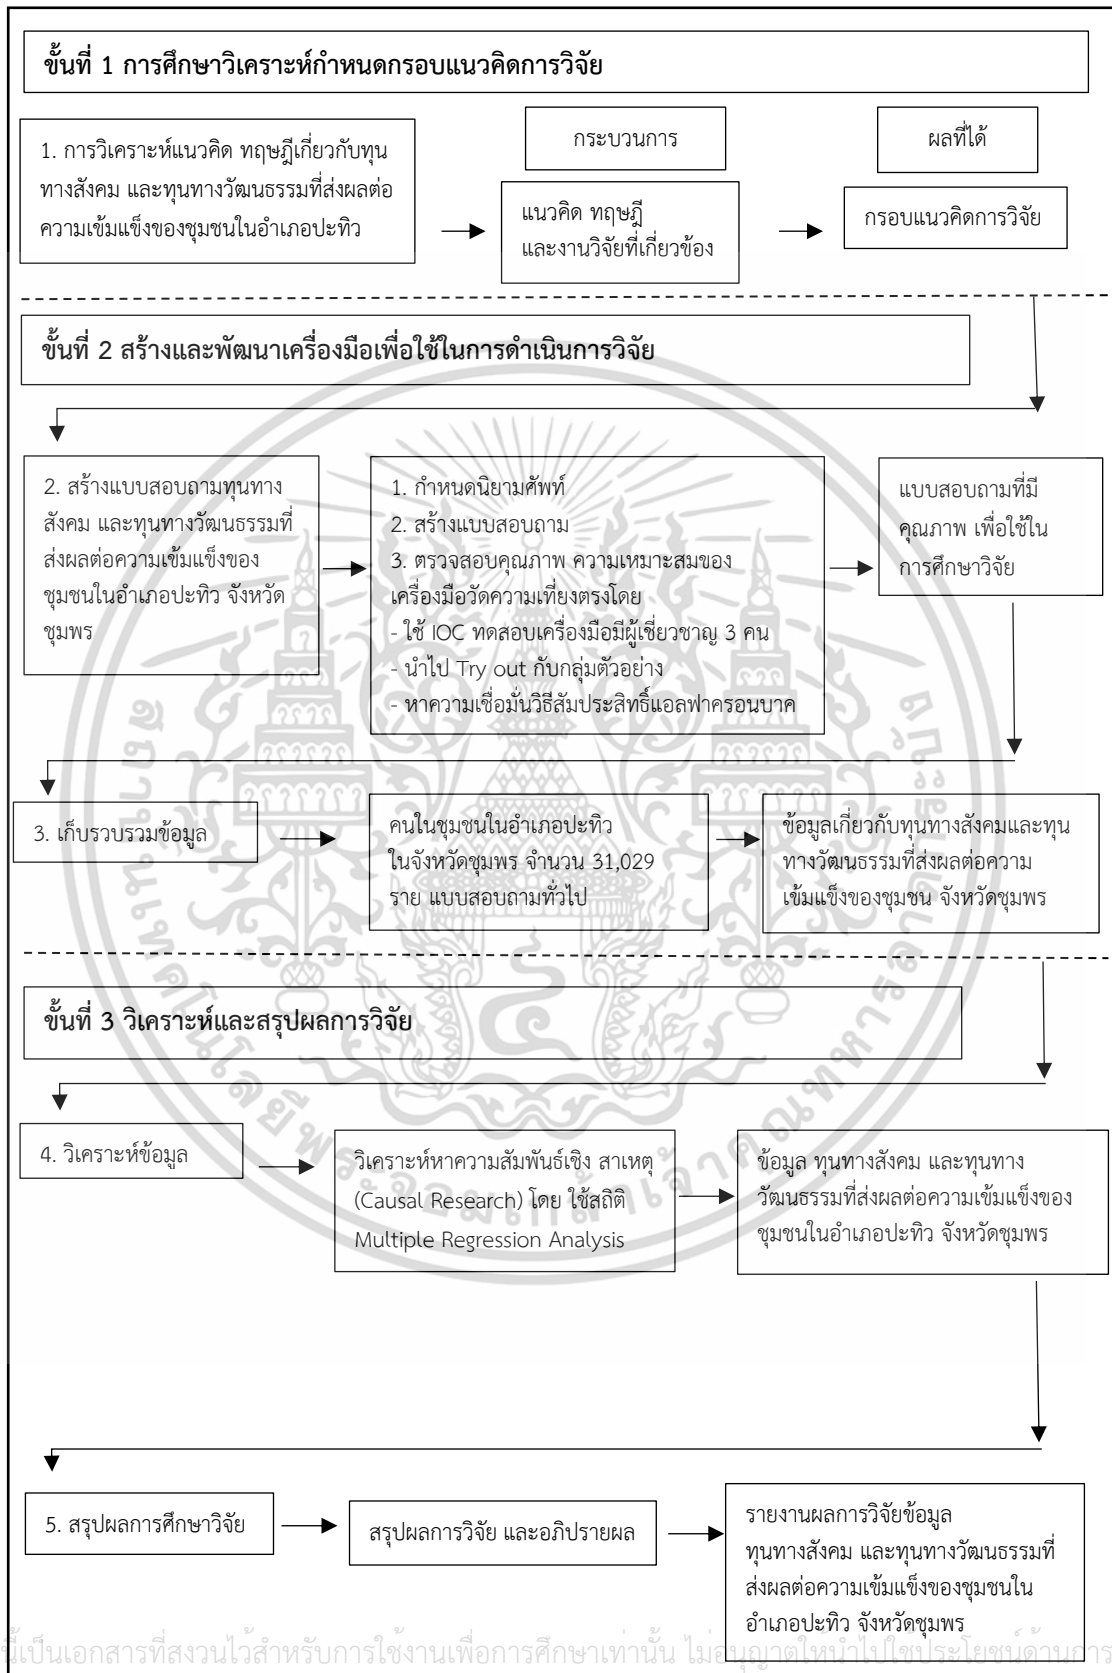 ขั้นที่ 1 การศึกษาวิเคราะห์กำหนดกรอบแนวคิดการวิจัย
1. การวิเคราะห์แนวคิด ทฤษฎีเกี่ยวกับทุน
ทางสังคม และทุนทางวัฒนธรรมที่ส่งผลต่อ
ความเข้มแข็งของชุมชนในอำเภอปะทิว
กระบวนการ
แนวคิด ทฤษฎี
และงานวิจัยที่เกี่ยวข้อง
ผลที่ได้
กรอบแนวคิดการวิจัย
ขั้นที่ 2 สร้างและพัฒนาเครื่องมือเพื่อใช้ในการดำเนินการวิจัย
2. สร้างแบบสอบถามทุนทาง
สังคม และทุนทางวัฒนธรรมที่
ส่งผลต่อความเข้มแข็งของ
ชุมชนในอำเภอปะทิว จังหวัด
ชุมพร
1. กำหนดนิยามศัพท์
2. สร้างแบบสอบถาม
3. ตรวจสอบคุณภาพ ความเหมาะสมของ
เครื่องมือวัดความเที่ยงตรงโดย
- ใช้ IOC ทดสอบเครื่องมือมีผู้เชี่ยวชาญ 3 คน
- นำไป Try out กับกลุ่มตัวอย่าง
- หาความเชื่อมั่นวิธีสัมประสิทธิ์แอลฟาครอนบาค
แบบสอบถามที่มี
คุณภาพ เพื่อใช้ใน
การศึกษาวิจัย
3. เก็บรวบรวมข้อมูล
คนในชุมชนในอำเภอปะทิว
ในจังหวัดชุมพร จำนวน 31,029
ราย แบบสอบถามทั่วไป
ข้อมูลเกี่ยวกับทุนทางสังคมและทุน
ทางวัฒนธรรมที่ส่งผลต่อความ
เข้มแข็งของชุมชน จังหวัดชุมพร
ขั้นที่ 3 วิเคราะห์และสรุปผลการวิจัย
4. วิเคราะห์ข้อมูล
วิเคราะห์หาความสัมพันธ์เชิง สาเหตุ
(Causal Research) โดย ใช้สถิติ
Multiple Regression Analysis
ข้อมูล ทุนทางสังคม และทุนทาง
วัฒนธรรมที่ส่งผลต่อความเข้มแข็งของ
ชุมชนในอำเภอปะทิว จังหวัดชุมพร
5. สรุปผลการศึกษาวิจัย
สรุปผลการวิจัย และอภิปรายผล
รายงานผลการวิจัยข้อมูล
ทุนทางสังคม และทุนทางวัฒนธรรมที่
ส่งผลต่อความเข้มแข็งของชุมชนใน
อำเภอปะทิว จังหวัดชุมพร
สถาบันเทคโนโลยีพระจอมเกล้าเจ้าคุณทหารลาดกระบัง
นี้เป็นเอกสารที่สงวนไว้สำหรับการใช้งานเพื่อการศึกษาเท่านั้น ไม่อนุญาตให้นำไปใช้ประโยชน์ด้านการ